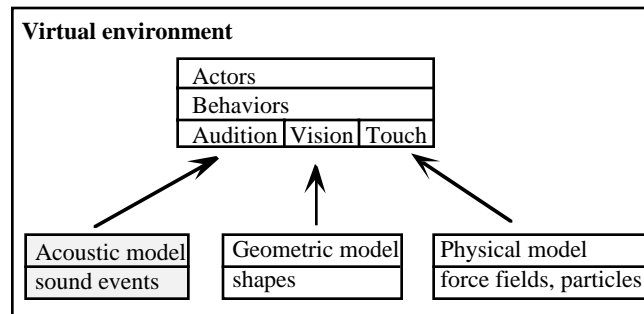 Virtual environment
Actors
Behaviors
Audition Vision Touch
Acoustic model Geometric model Physical model
sound events shapes force fields, particles